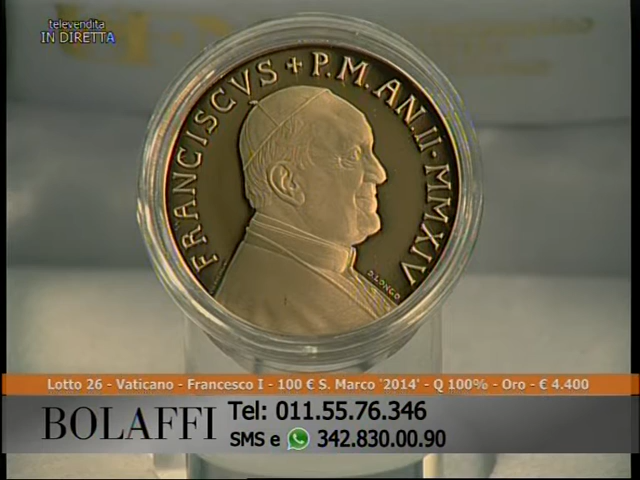 televendita
IN DIRETTA
FRANCISCVS + P.M.AN.II·MMXIV
D.LONGO
Lotto 26 - Vaticano - Francesco I - 100 € S. Marco '2014' - Q 100% - Oro - € 4.400
BOLAFFI
Tel: 011.55.76.346
SMS e 342.830.00.90